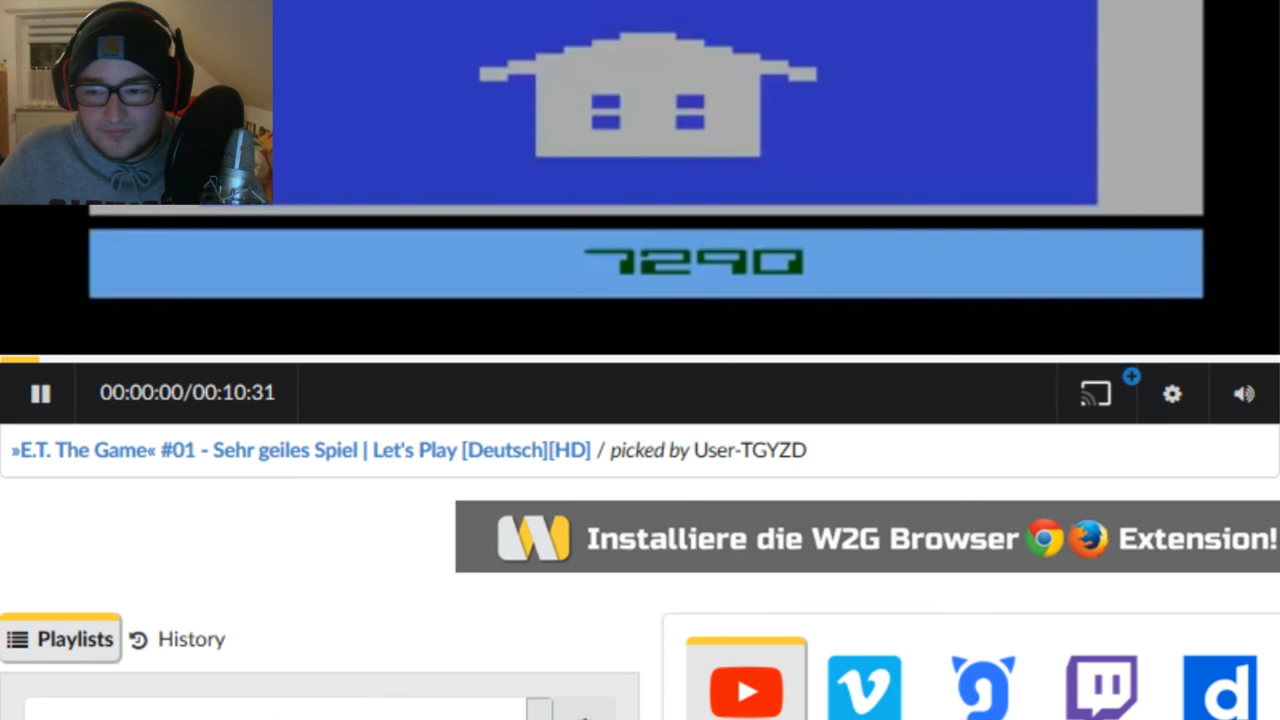 7290
00:00:00/00:10:31
»E.T. The Game« #01 - Sehr geiles Spiel | Let's Play [Deutsch][HD] / picked by User-TGYZD
Installiere die W2G Browser Extension!
Playlists History